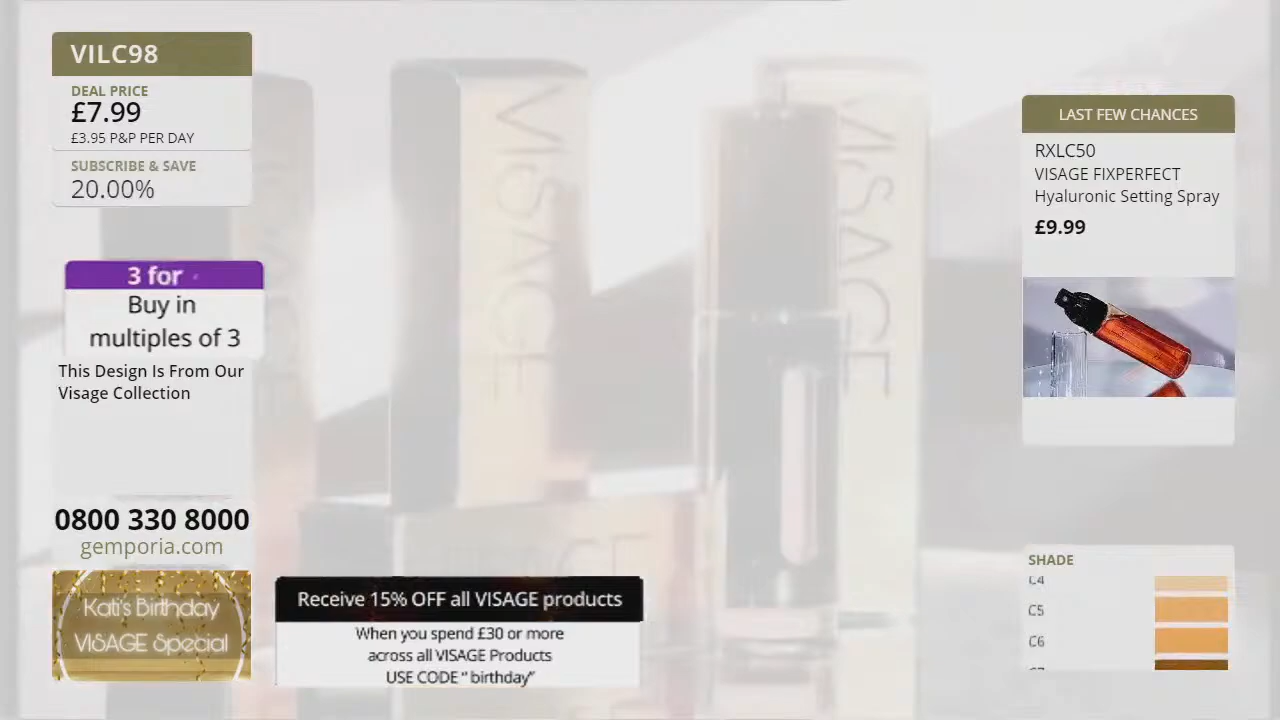 VILC98
DEAL PRICE
£7.99
£3.95 P&P PER DAY
SUBSCRIBE & SAVE
20.00%
3 for
Buy in
multiples of 3
This Design Is From Our
Visage Collection
0800 330 8000
gemporia.com
Kati's Birthday
VISAGE Special
Receive 15% OFF all VISAGE products
When you spend £30 or more
across all VISAGE Products
USE CODE " birthday"
VISAGE
VISAGE
LAST FEW CHANCES
RXLC50
VISAGE FIXPERFECT
Hyaluronic Setting Spray
£9.99
SHADE
C4
C5
C6